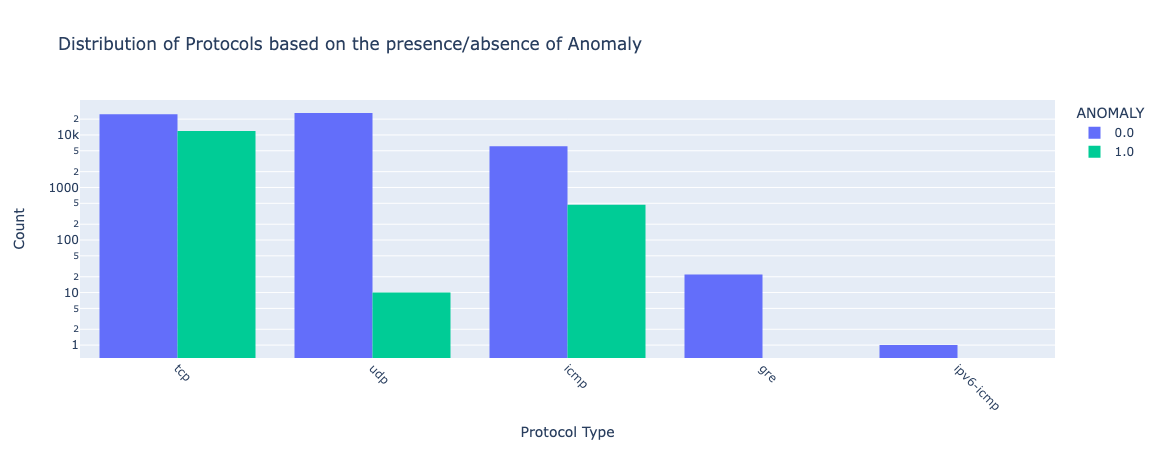 Distribution of Protocols based on the presence/absence of Anomaly
ANOMALY
0.0
1.0
Count
2
10k
5
2
1000
5
2
100
5
2
10
5
2
1
tcp
udp
icmp
gre
ipv6-icmp
Protocol Type